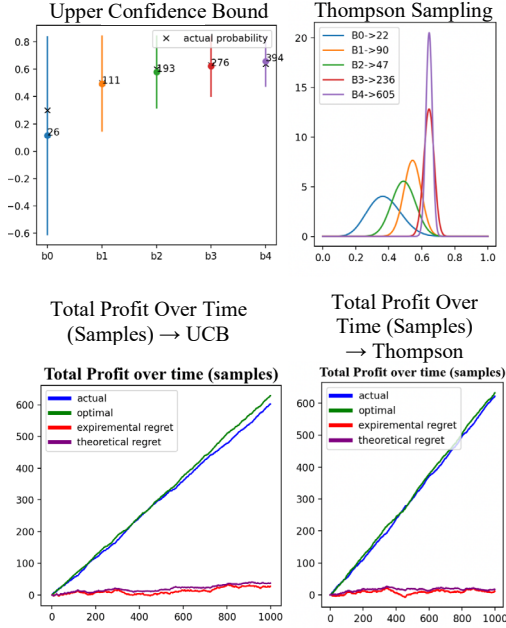 Upper Confidence Bound
0.8
0.6
0.4
0.2
0.0
−0.2
−0.4
−0.6
× actual probability
26
111
193
276
394
b0 b1 b2 b3 b4
Thompson Sampling
20
15
10
5
0
B0->22
B1->90
B2->47
B3->236
B4->605
0.0 0.2 0.4 0.6 0.8 1.0
Total Profit Over Time
(Samples) → UCB
Total Profit over time (samples)
600
500
400
300
200
100
0
actual
optimal
expiremental regret
theoretical regret
0 200 400 600 800 1000
Total Profit Over
Time (Samples)
→ Thompson
Total Profit over time (samples)
600
500
400
300
200
100
0
actual
optimal
expiremental regret
theoretical regret
0 200 400 600 800 1000